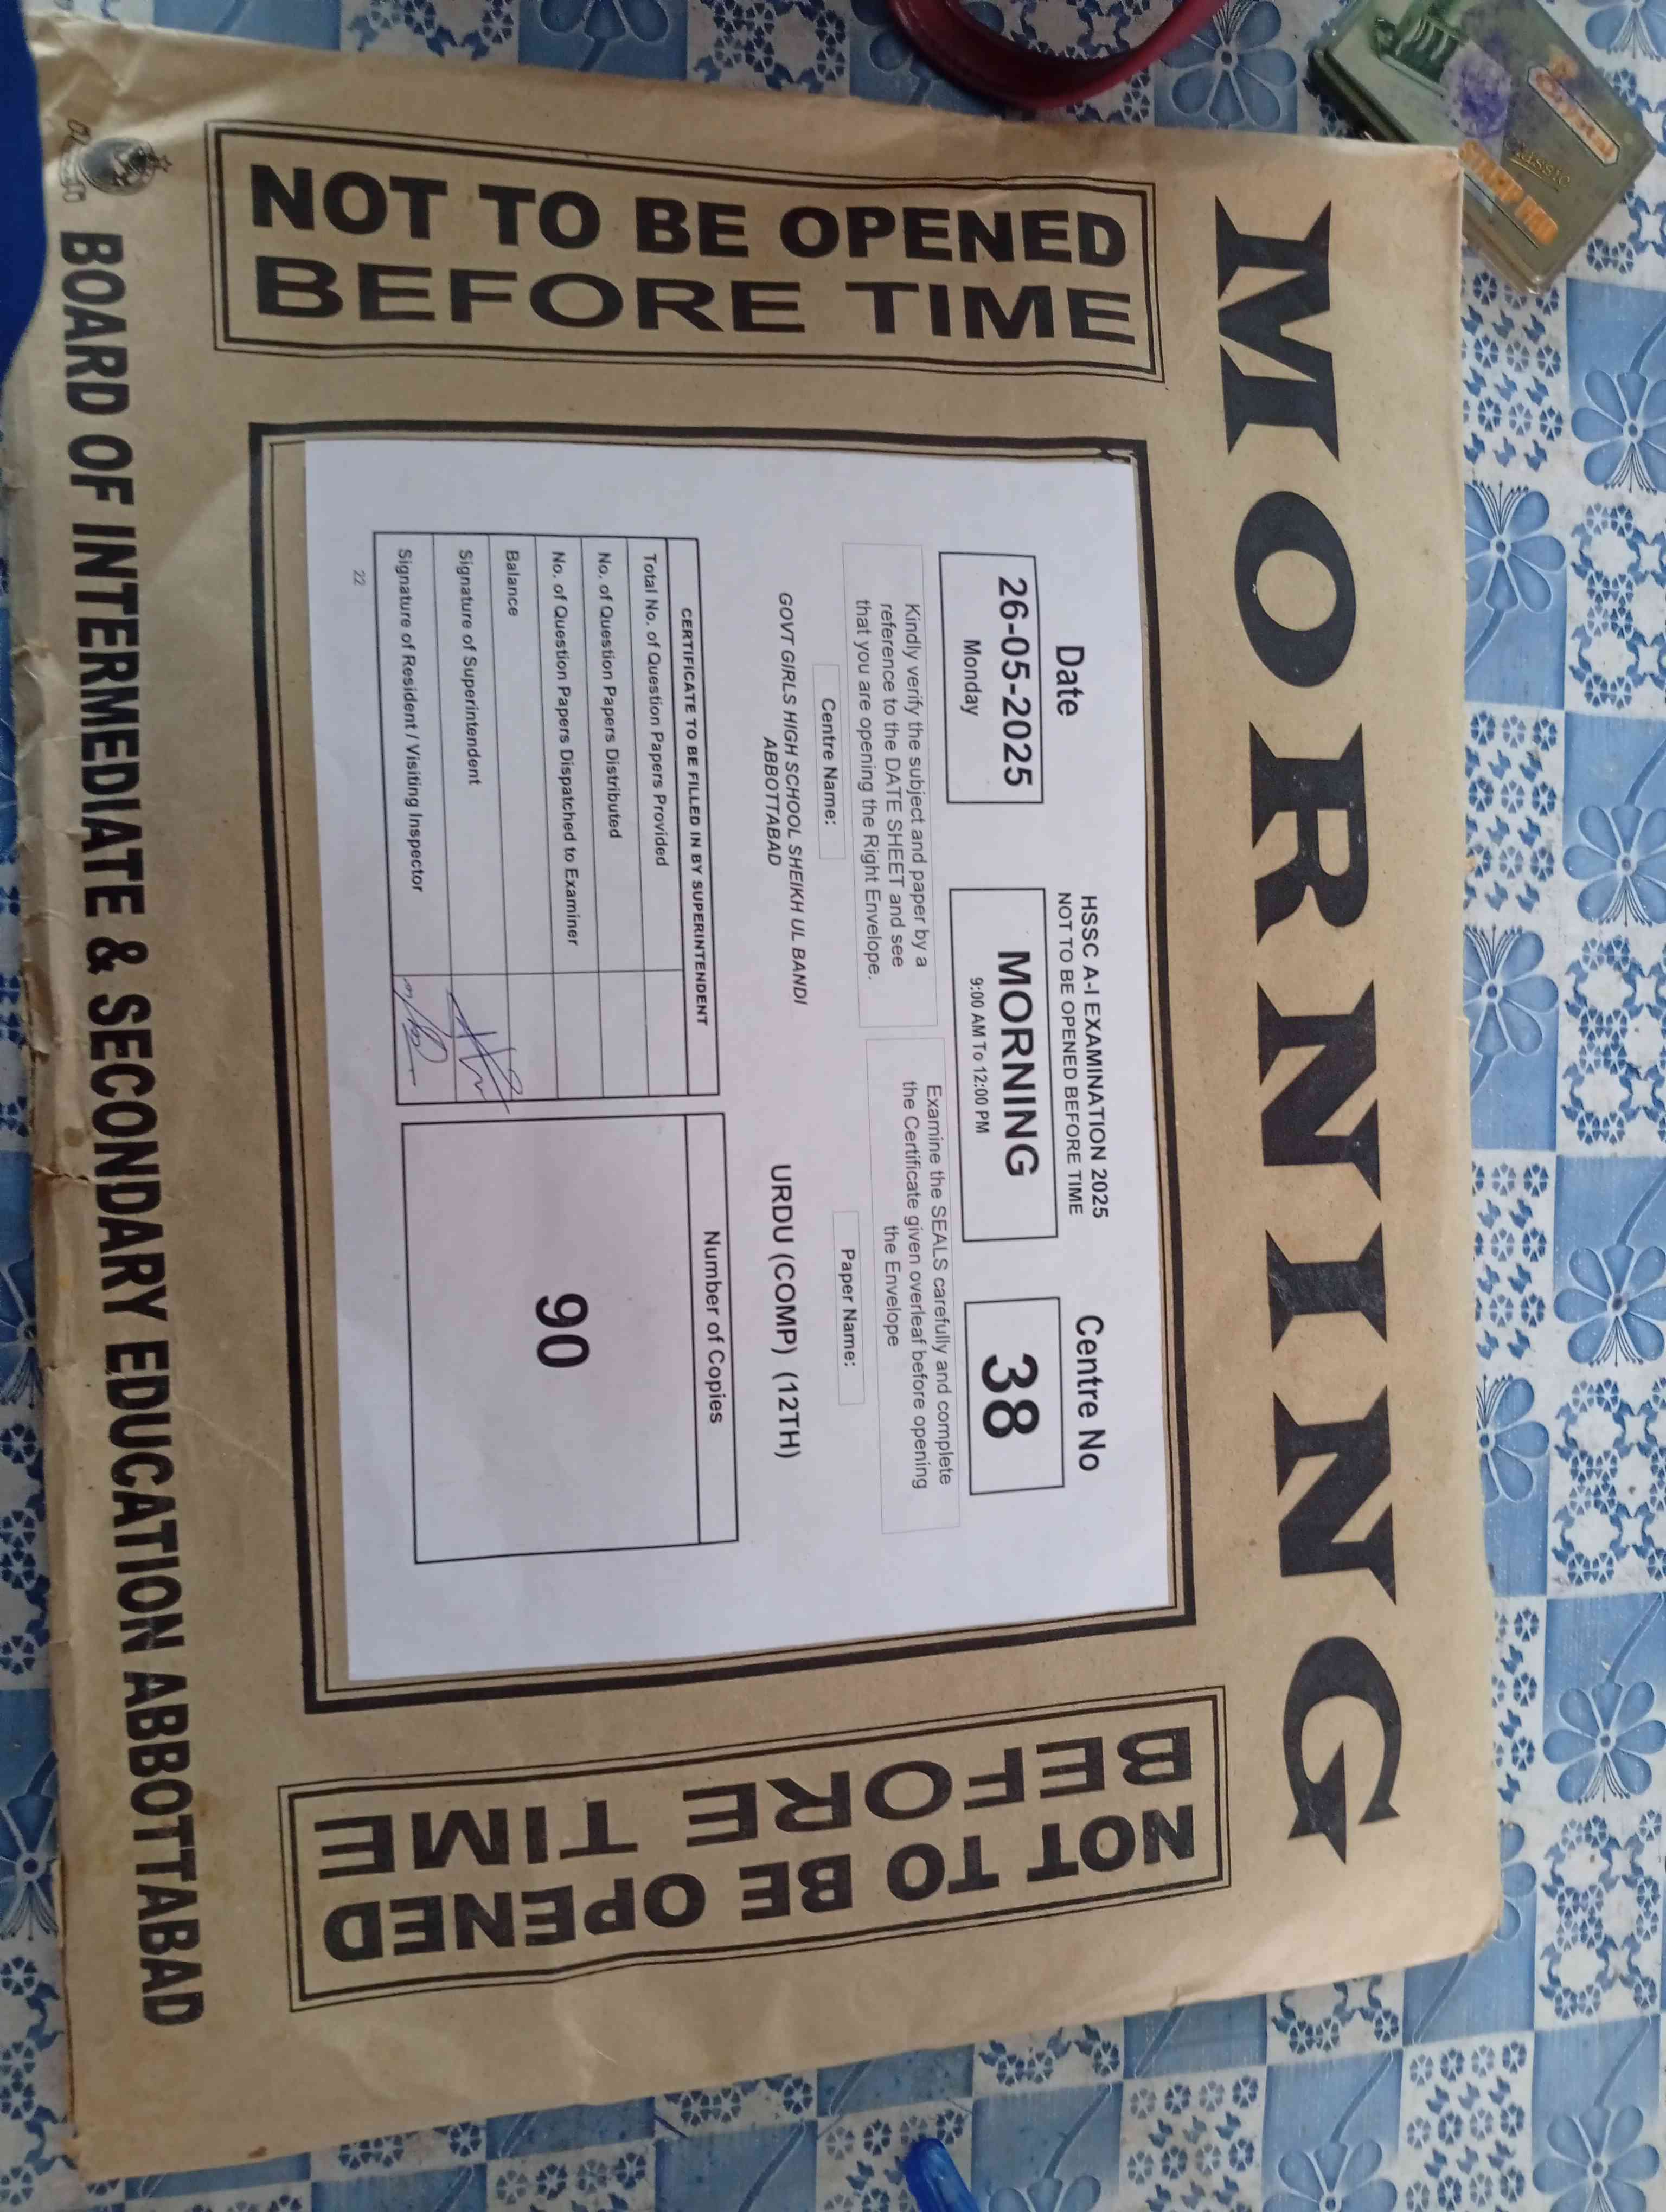 MORNING
NOT TO BE OPENED
BEFORE TIME
Date
26-05-2025
Monday
HSSC A-I EXAMINATION 2025
NOT TO BE OPENED BEFORE TIME
MORNING
9:00 AM To 12:00 PM
Centre No
38
Kindly verify the subject and paper by a
reference to the DATE SHEET and see
that you are opening the Right Envelope.
Examine the SEALS carefully and complete
the Certificate given overleaf before opening
the Envelope
Centre Name:
GOVT GIRLS HIGH SCHOOL SHEIKH UL BANDI
ABBOTTABAD
Paper Name:
URDU (COMP) (12TH)
CERTIFICATE TO BE FILLED IN BY SUPERINTENDENT
Total No. of Question Papers Provided
No. of Question Papers Distributed
No. of Question Papers Dispatched to Examiner
Balance
Signature of Superintendent
Signature of Resident / Visiting Inspector
Number of Copies
90
22
NOT TO BE OPENED
BEFORE TIME
BOARD OF INTERMEDIATE & SECONDARY EDUCATION ABBOTTABAD
Crystal
CLASSIC